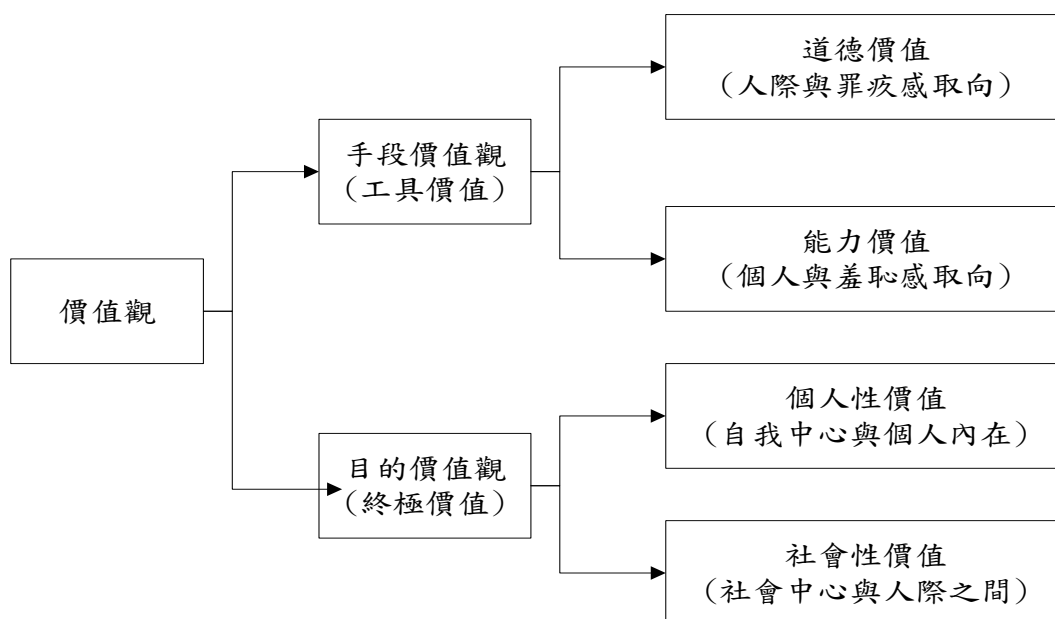 道德價值
（人際與罪疚感取向）
手段價值觀
（工具價值）
能力價值
（個人與羞恥感取向）
價值觀
個人性價值
（自我中心與個人內在）
目的價值觀
（終極價值）
社會性價值
（社會中心與人際之間）